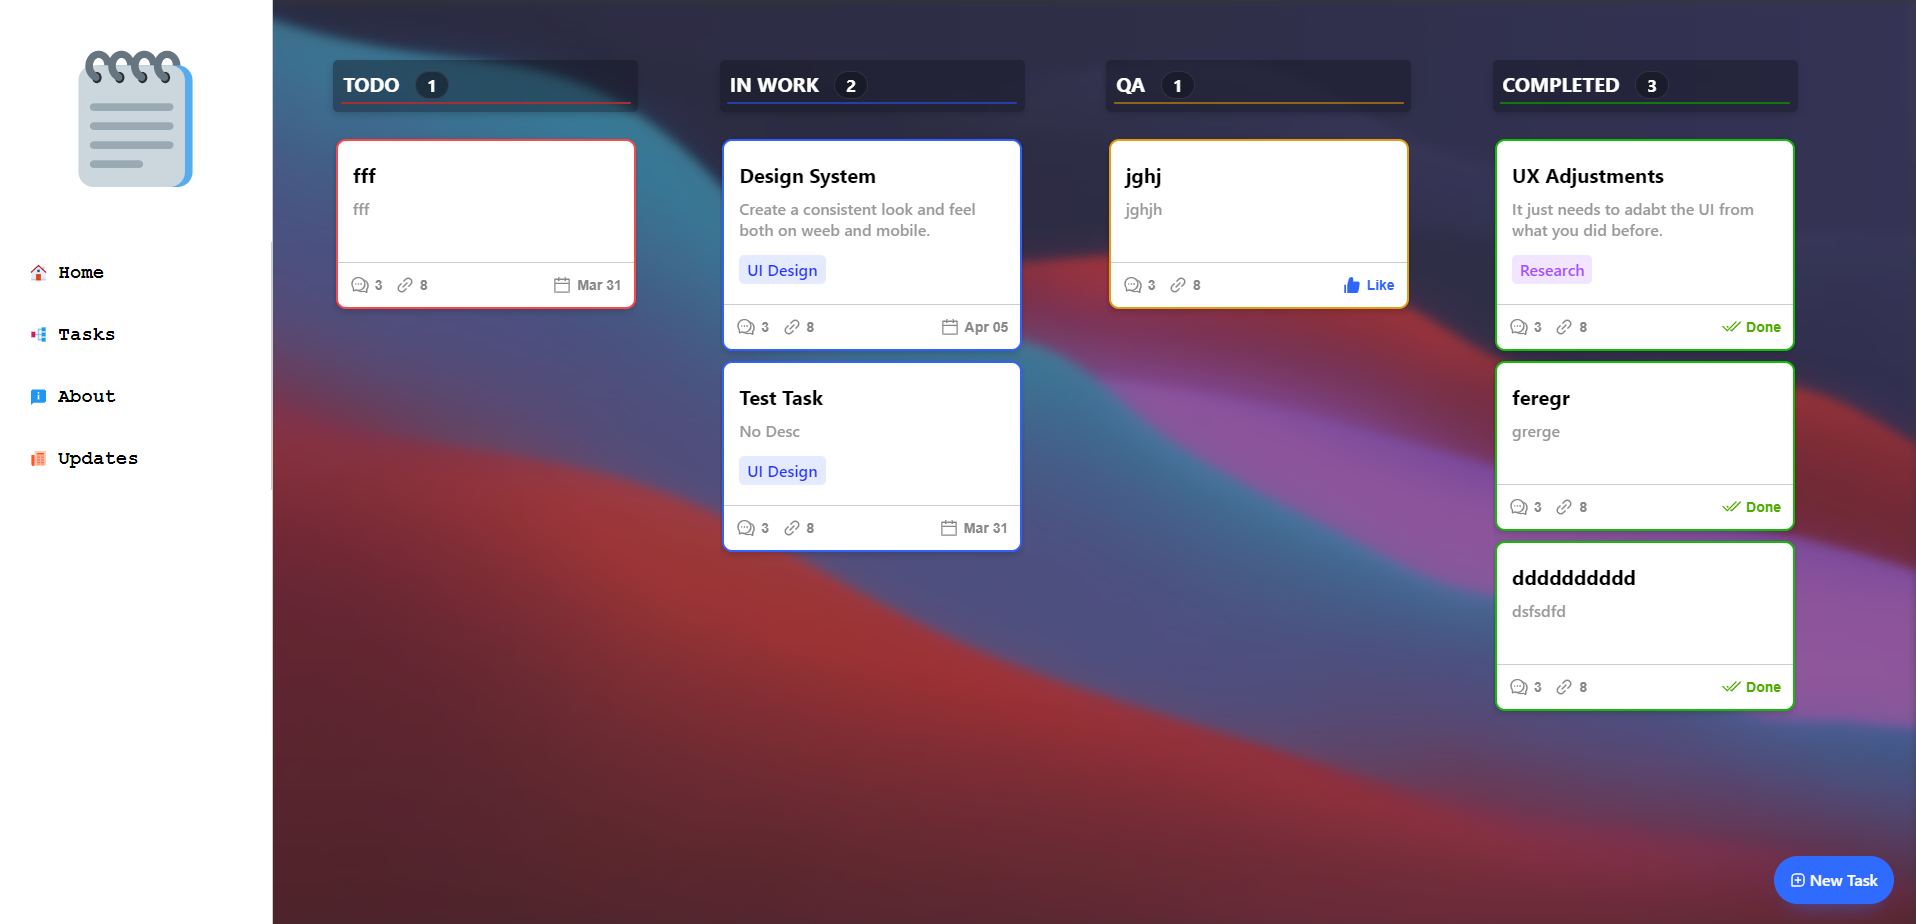 Home
Tasks
About
Updates
TODO 1
fff
fff
3 8 Mar 31
IN WORK 2
Design System
Create a consistent look and feel
both on weeb and mobile.
UI Design
3 8 Apr 05
Test Task
No Desc
UI Design
3 8 Mar 31
QA 1
jghj
jghjh
3 8 Like
COMPLETED 3
UX Adjustments
It just needs to adabt the UI from
what you did before.
Research
3 8 Done
feregr
grerge
3 8 Done
dddddddddd
dsfsdfd
3 8 Done
New Task